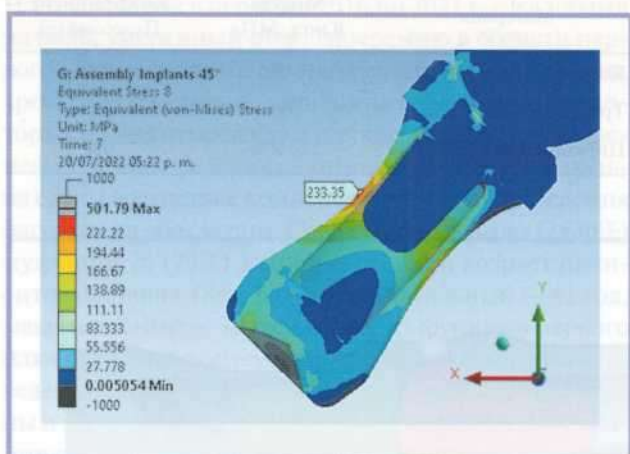 G: Assembly Implants 45°
Equivalent Stress 8
Type: Equivalent (von-Mises) Stress
Unit: MPa
Time: 7
20/07/2022 05:22 p. m.
1000
501.79 Max
222.22
194.44
166.67
138.89
111.11
83.333
55.556
27.778
0.005054 Min
-1000
233.35
Y
X